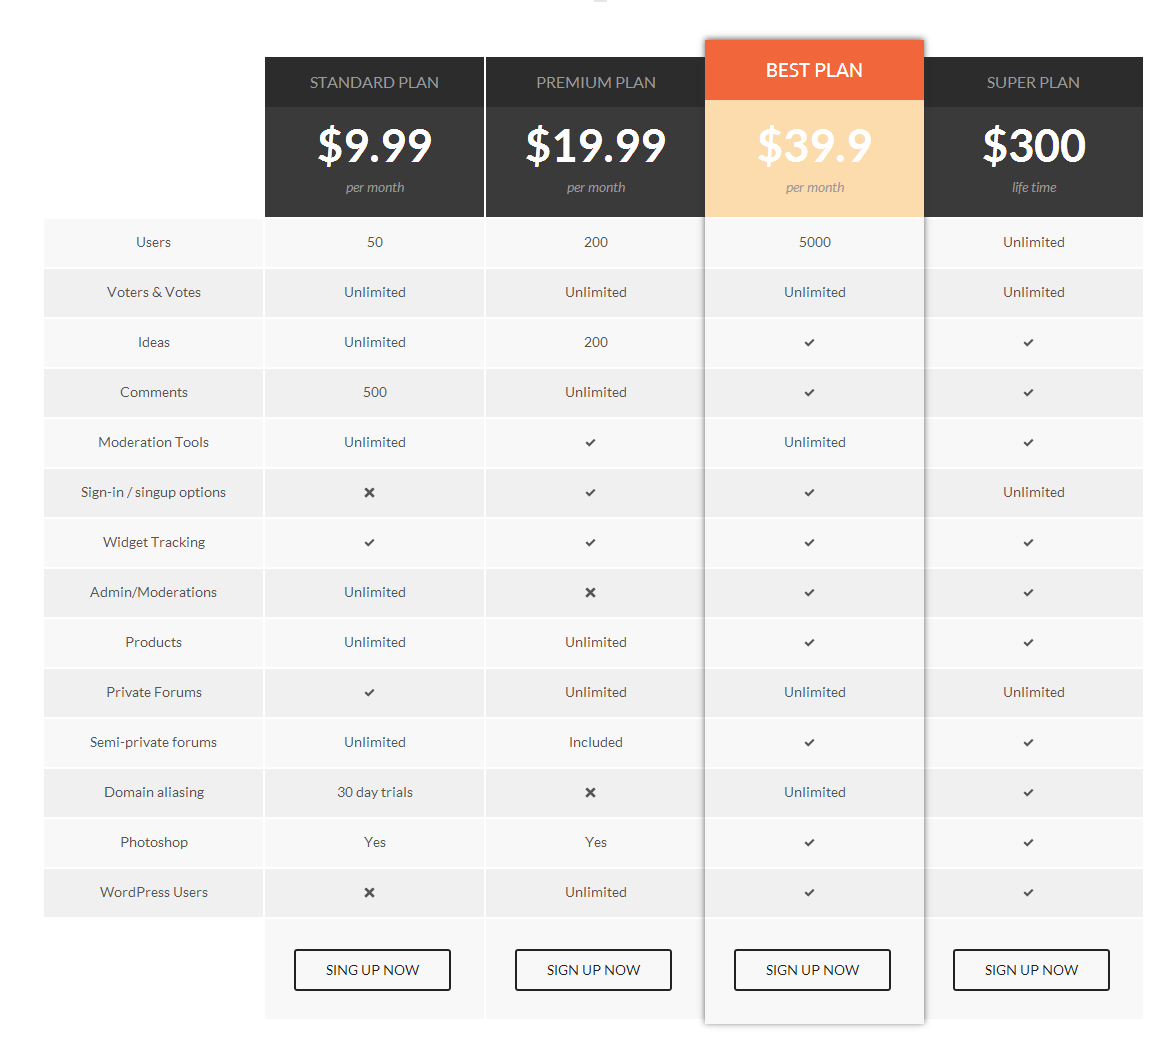 STANDARD PLAN PREMIUM PLAN BEST PLAN SUPER PLAN
$9.99 $19.99 $39.9 $300
per month per month per month life time
Users 50 200 5000 Unlimited
Voters & Votes Unlimited Unlimited Unlimited Unlimited
Ideas Unlimited 200 ✓ ✓
Comments 500 Unlimited ✓ ✓
Moderation Tools Unlimited ✓ Unlimited ✓
Sign-in / singup options ✗ ✓ ✓ Unlimited
Widget Tracking ✓ ✓ ✓ ✓
Admin/Moderations Unlimited ✗ ✓ ✓
Products Unlimited Unlimited ✓ ✓
Private Forums ✓ Unlimited Unlimited Unlimited
Semi-private forums Unlimited Included ✓ ✓
Domain aliasing 30 day trials ✗ Unlimited ✓
Photoshop Yes Yes ✓ ✓
WordPress Users ✗ Unlimited ✓ ✓
SING UP NOW SIGN UP NOW SIGN UP NOW SIGN UP NOW